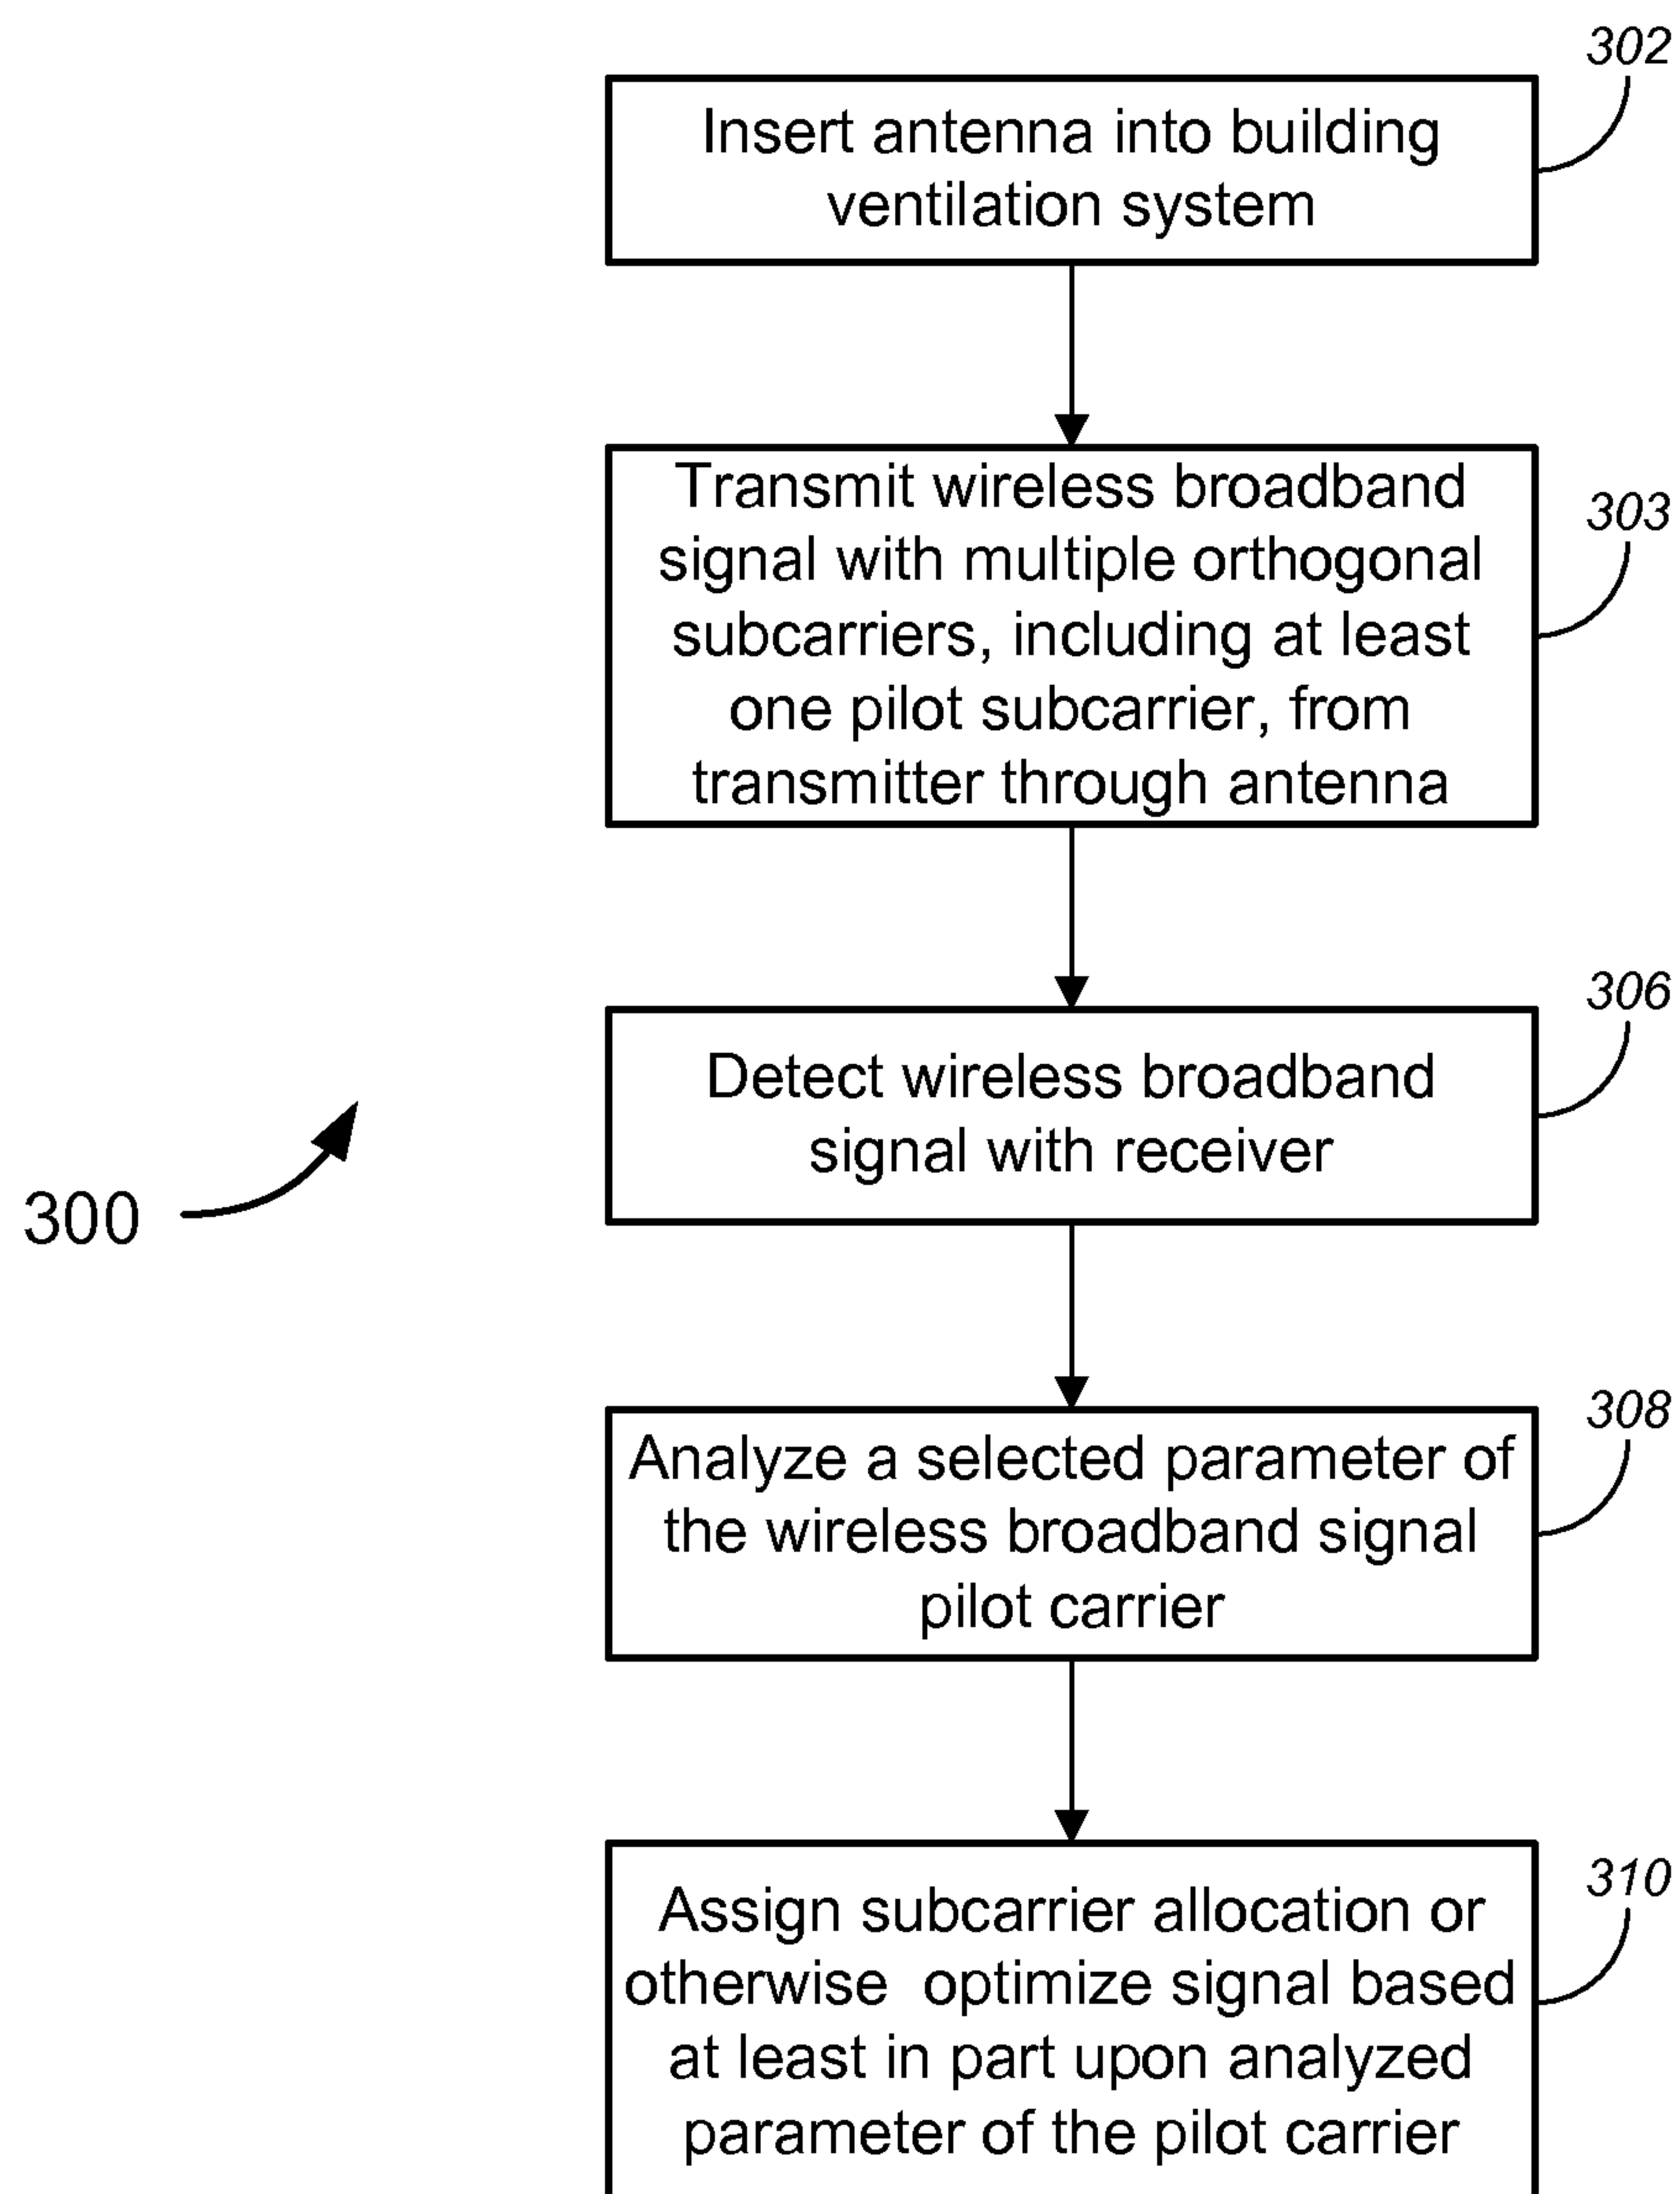 302
Insert antenna into building
ventilation system
303
Transmit wireless broadband
signal with multiple orthogonal
subcarriers, including at least
one pilot subcarrier, from
transmitter through antenna
306
Detect wireless broadband
signal with receiver
300
308
Analyze a selected parameter of
the wireless broadband signal
pilot carrier
310
Assign subcarrier allocation or
otherwise optimize signal based
at least in part upon analyzed
parameter of the pilot carrier